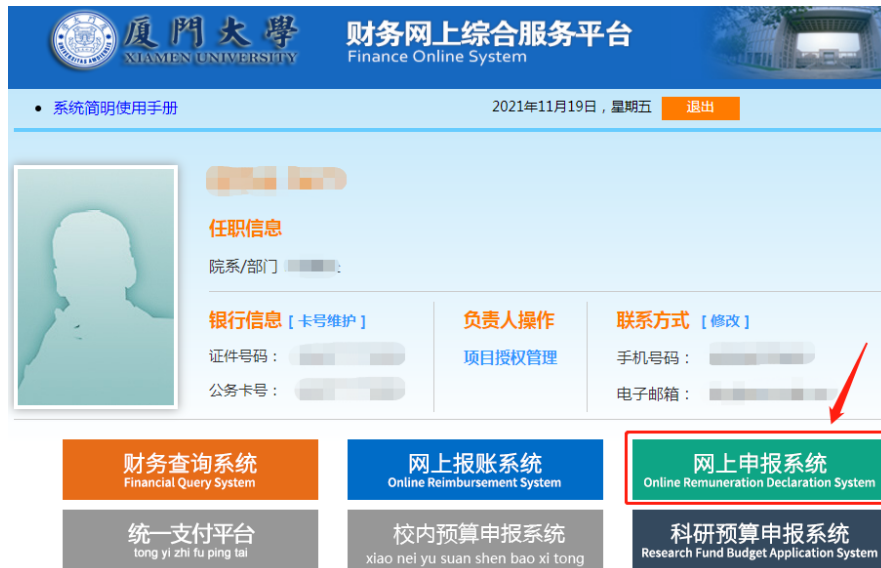 厦門大學
XIAMEN UNIVERSITY
财务网上综合服务平台
Finance Online System
系统简明使用手册
2021年11月19日，星期五
退出
任职信息
院系/部门
银行信息 [ 卡号维护 ]
证件号码：
公务卡号：
负责人操作
项目授权管理
联系方式 [ 修改 ]
手机号码：
电子邮箱：
财务查询系统
Financial Query System
网上报账系统
Online Reimbursement System
网上申报系统
Online Remuneration Declaration System
统一支付平台
tong yi zhi fu ping tai
校内预算申报系统
xiao nei yu suan shen bao xi tong
科研预算申报系统
Research Fund Budget Application System